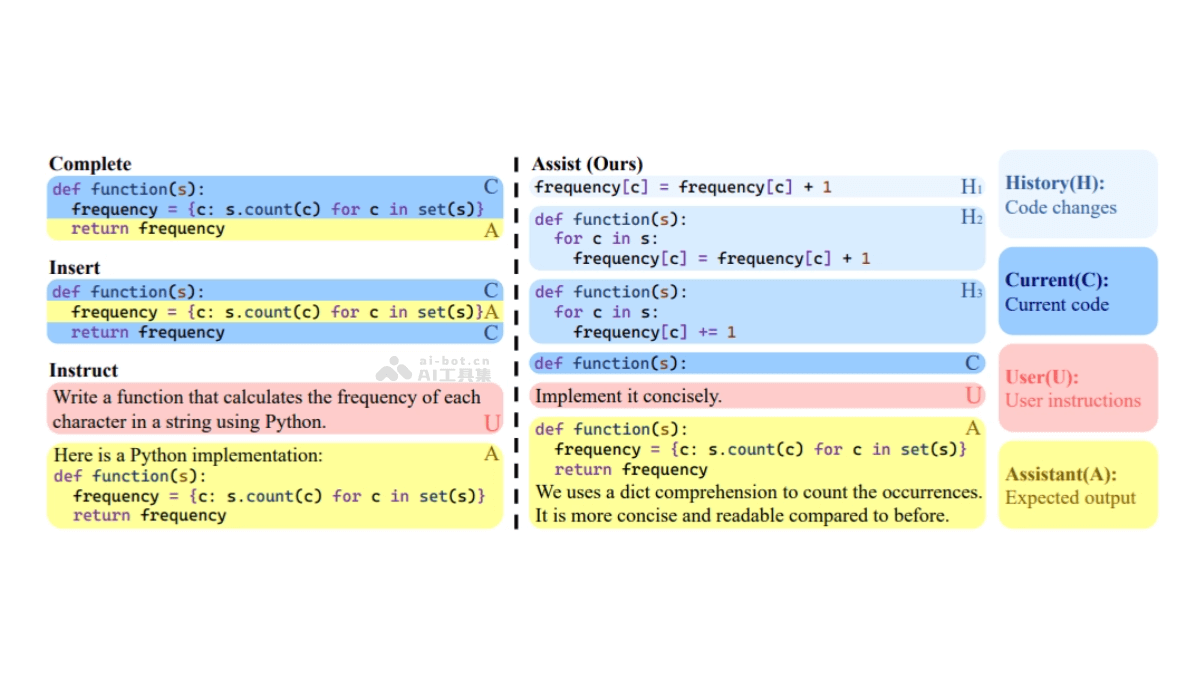 Complete
def function(s): C
frequency = {c: s.count(c) for c in set(s)}
return frequency A
Insert
def function(s): C
frequency = {c: s.count(c) for c in set(s)}A
return frequency C
Instruct
Write a function that calculates the frequency of each
character in a string using Python. U
Here is a Python implementation: A
def function(s):
frequency = {c: s.count(c) for c in set(s)}
return frequency
ai-bot.cn
AI工具集
Assist (Ours)
frequency[c] = frequency[c] + 1 H1
def function(s): H2
for c in s:
frequency[c] = frequency[c] + 1
def function(s): H3
for c in s:
frequency[c] += 1
def function(s): C
Implement it concisely. U
def function(s): A
frequency = {c: s.count(c) for c in set(s)}
return frequency
We uses a dict comprehension to count the occurrences.
It is more concise and readable compared to before.
History(H):
Code changes
Current(C):
Current code
User(U):
User instructions
Assistant(A):
Expected output